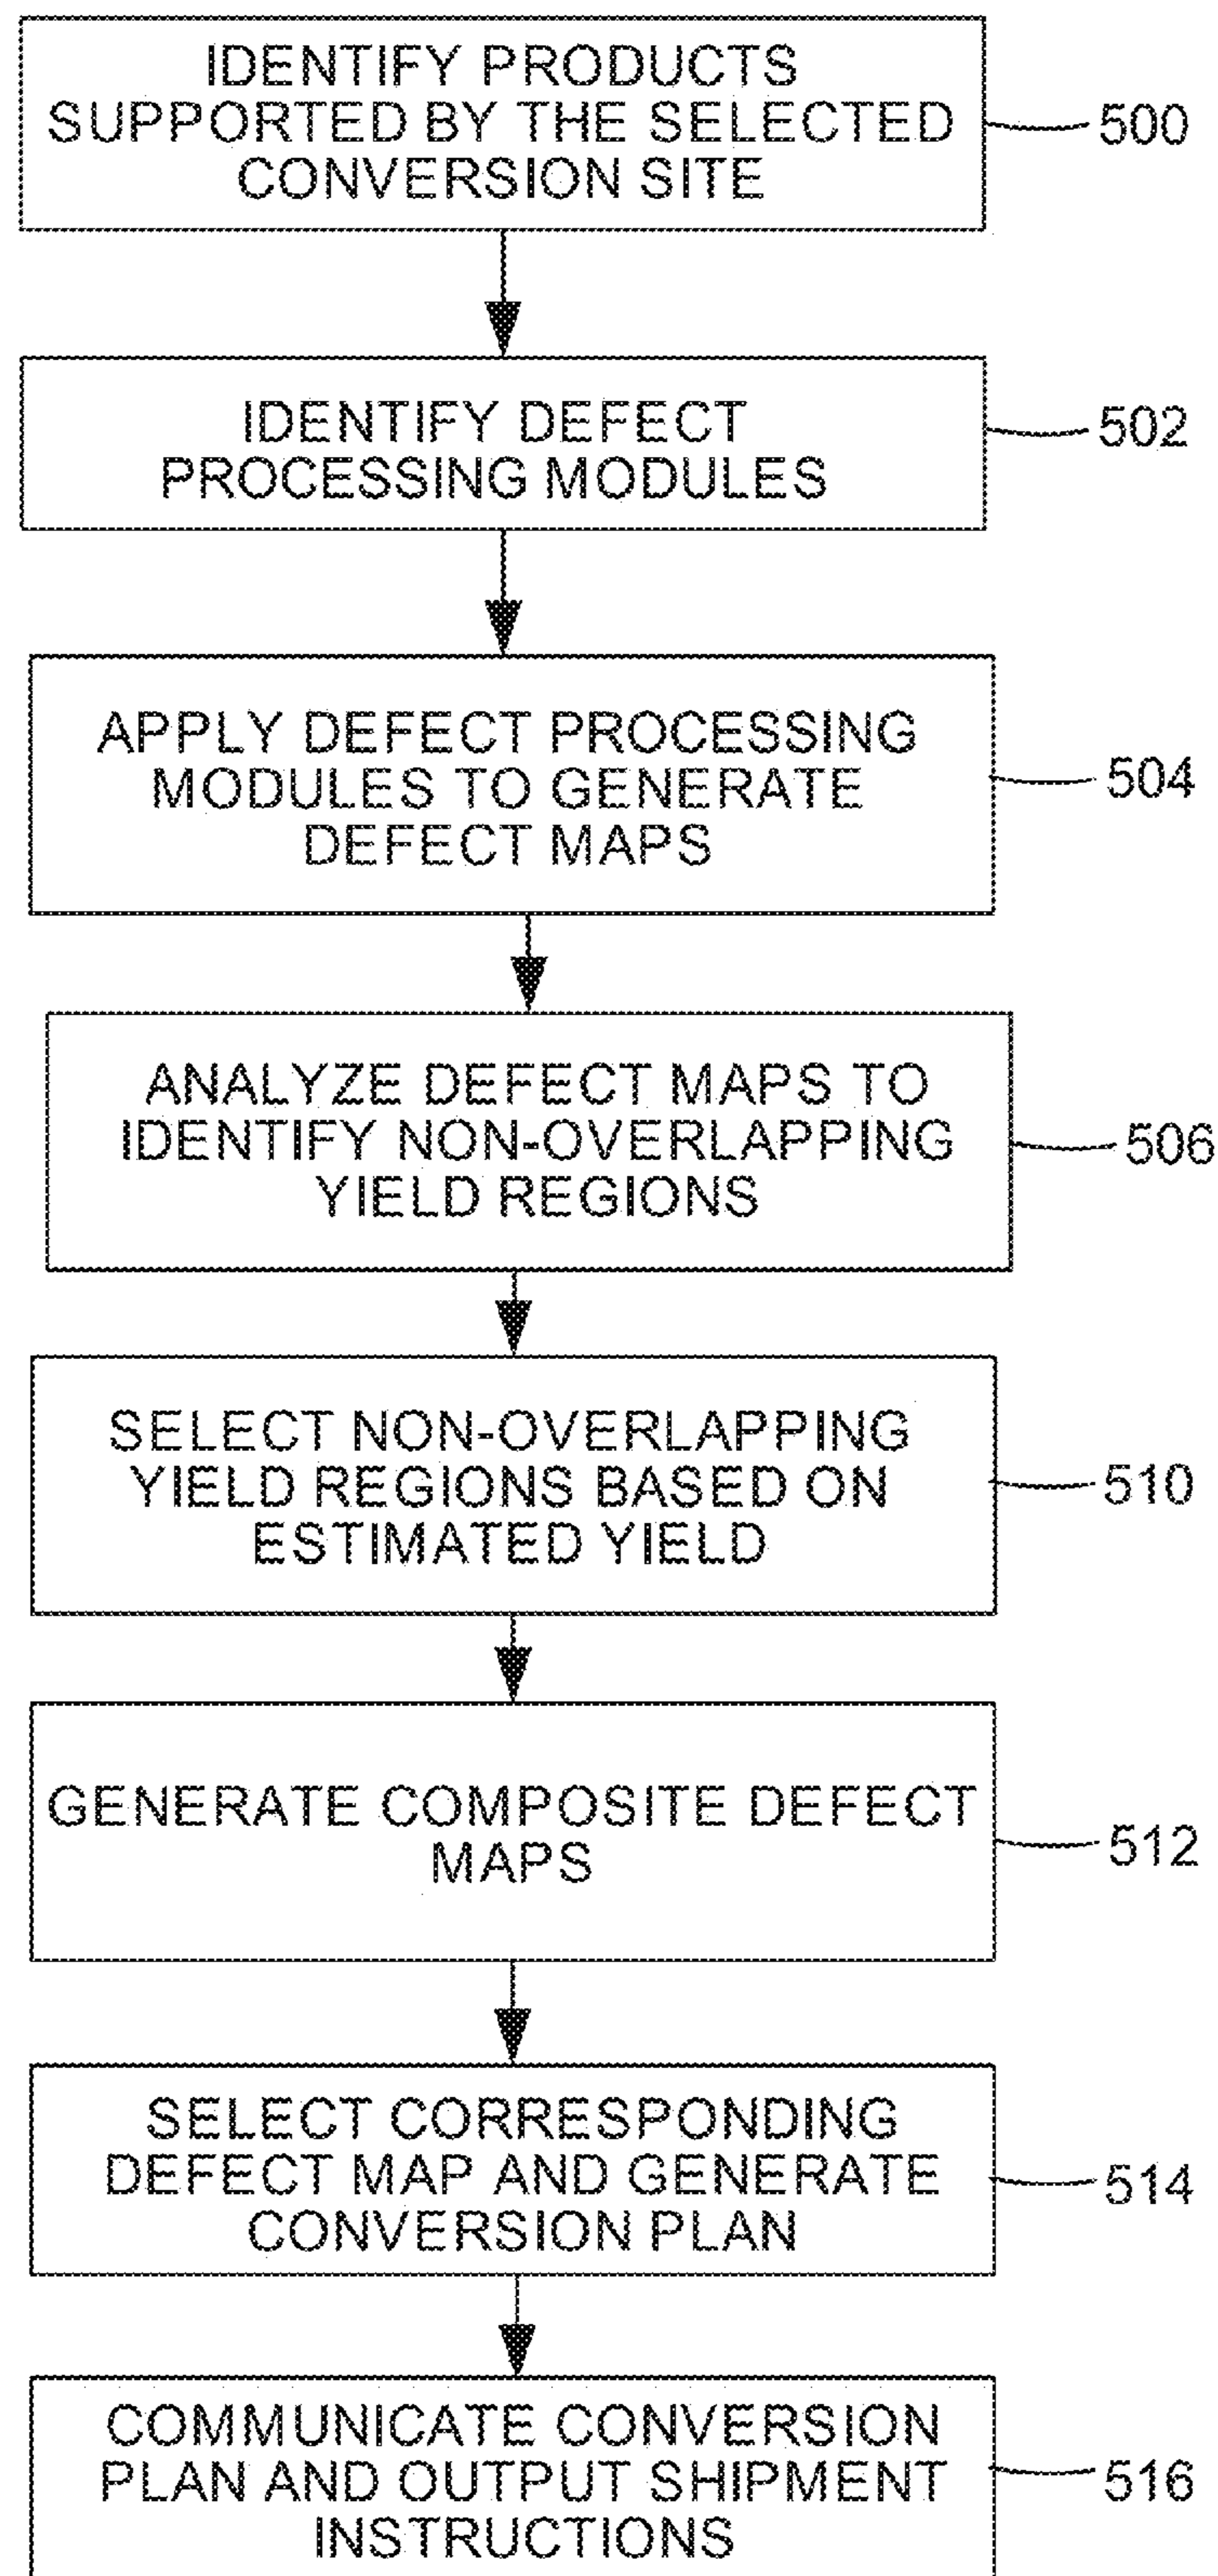 IDENTIFY PRODUCTS
SUPPORTED BY THE SELECTED
CONVERSION SITE
500
IDENTIFY DEFECT
PROCESSING MODULES
502
APPLY DEFECT PROCESSING
MODULES TO GENERATE
DEFECT MAPS
504
ANALYZE DEFECT MAPS TO
IDENTIFY NON-OVERLAPPING
YIELD REGIONS
506
SELECT NON-OVERLAPPING
YIELD REGIONS BASED ON
ESTIMATED YIELD
510
GENERATE COMPOSITE DEFECT
MAPS
512
SELECT CORRESPONDING
DEFECT MAP AND GENERATE
CONVERSION PLAN
514
COMMUNICATE CONVERSION
PLAN AND OUTPUT SHIPMENT
INSTRUCTIONS
516